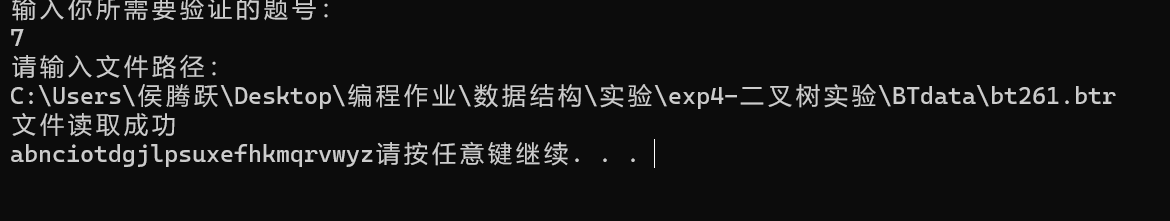 输入你所需要验证的题号：
7
请输入文件路径：
C:\Users\侯腾跃\Desktop\编程作业\数据结构\实验\exp4-二叉树实验\BTdata\bt261.btr
文件读取成功
abnciotdgjlpsuxefhkmqrvwyz请按任意键继续. . .